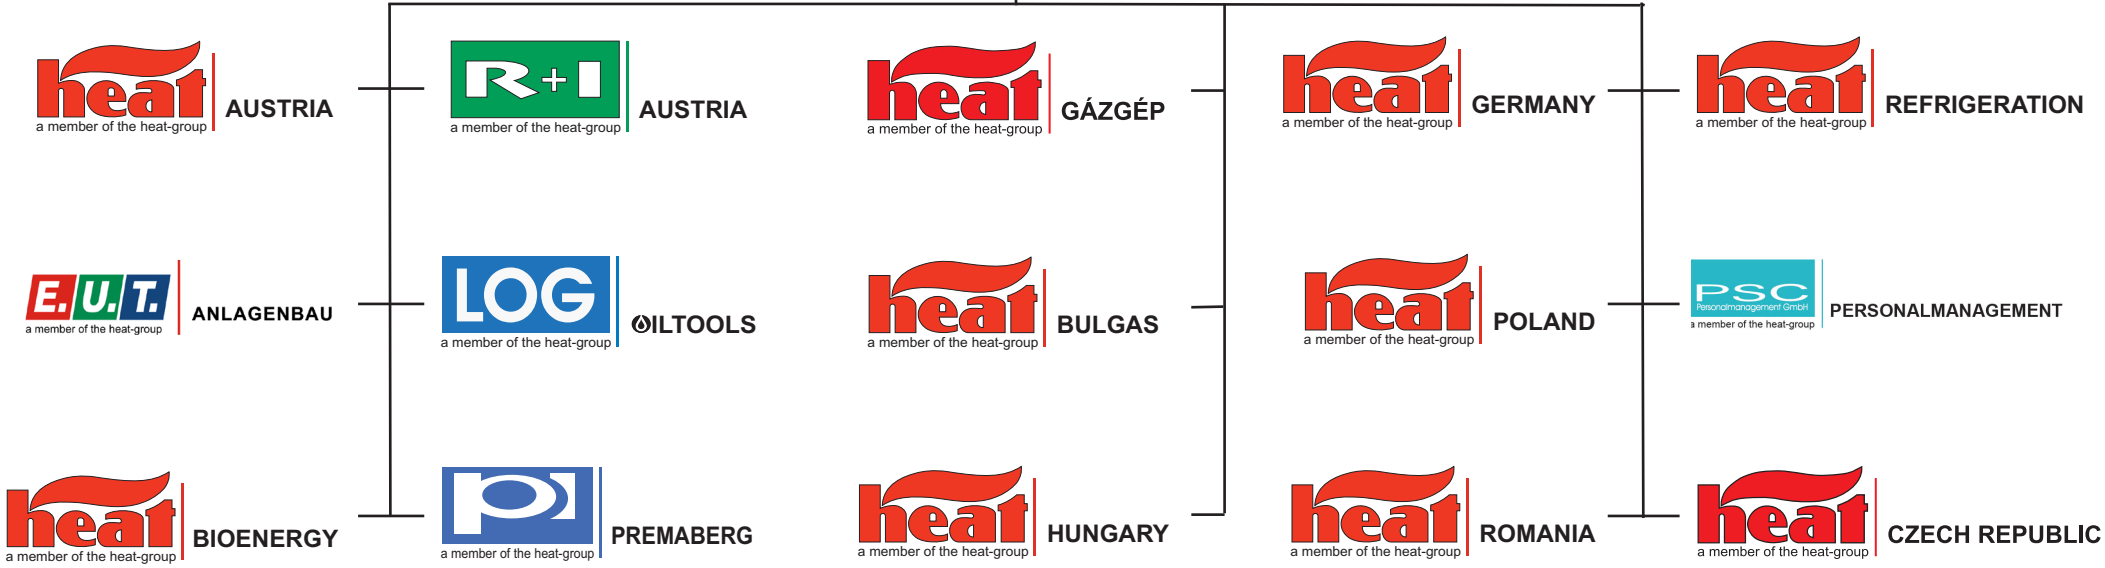 heat
a member of the heat-group
AUSTRIA
R+I
a member of the heat-group
AUSTRIA
heat
a member of the heat-group
GÁZGÉP
heat
a member of the heat-group
GERMANY
heat
a member of the heat-group
REFRIGERATION
E.U.T.
a member of the heat-group
ANLAGENBAU
LOG
a member of the heat-group
OILTOOLS
heat
a member of the heat-group
BULGAS
heat
a member of the heat-group
POLAND
PSC
Personalmanagement GmbH
a member of the heat-group
PERSONALMANAGEMENT
heat
a member of the heat-group
BIOENERGY
a member of the heat-group
PREMABERG
heat
a member of the heat-group
HUNGARY
heat
a member of the heat-group
ROMANIA
heat
a member of the heat-group
CZECH REPUBLIC